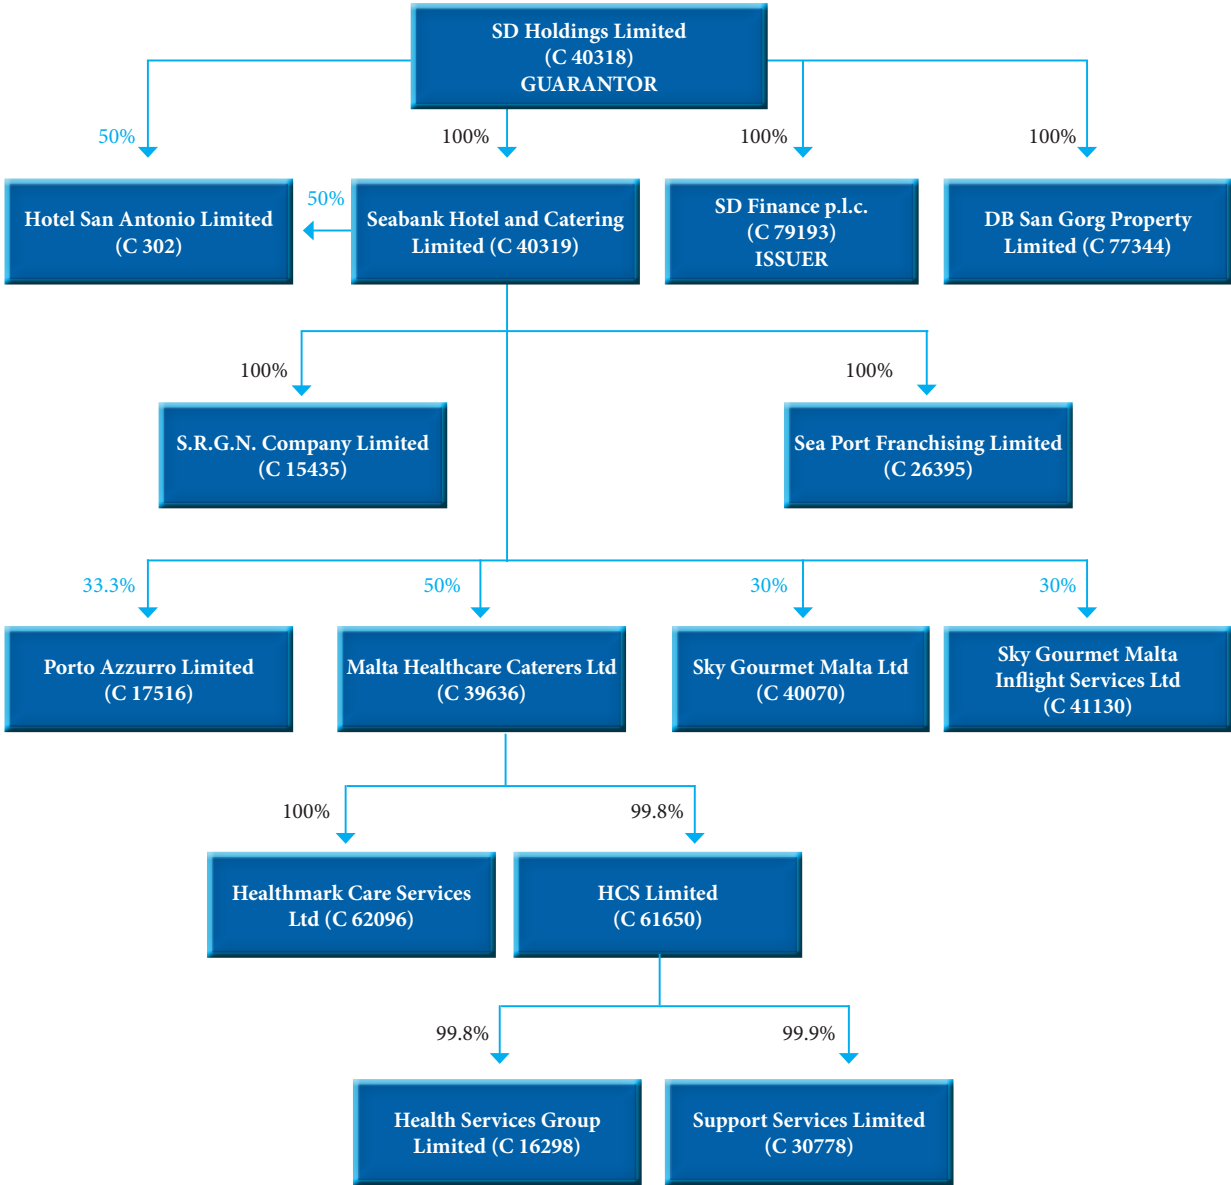 SD Holdings Limited
(C 40318)
GUARANTOR
50%
100%
100%
100%
Hotel San Antonio Limited
(C 302)
50%
Seabank Hotel and Catering
Limited (C 40319)
SD Finance p.l.c.
(C 79193)
ISSUER
DB San Gorg Property
Limited (C 77344)
100%
100%
S.R.G.N. Company Limited
(C 15435)
Sea Port Franchising Limited
(C 26395)
33.3%
50%
30%
30%
Porto Azzurro Limited
(C 17516)
Malta Healthcare Caterers Ltd
(C 39636)
Sky Gourmet Malta Ltd
(C 40070)
Sky Gourmet Malta
Inflight Services Ltd
(C 41130)
100%
99.8%
Healthmark Care Services
Ltd (C 62096)
HCS Limited
(C 61650)
99.8%
99.9%
Health Services Group
Limited (C 16298)
Support Services Limited
(C 30778)